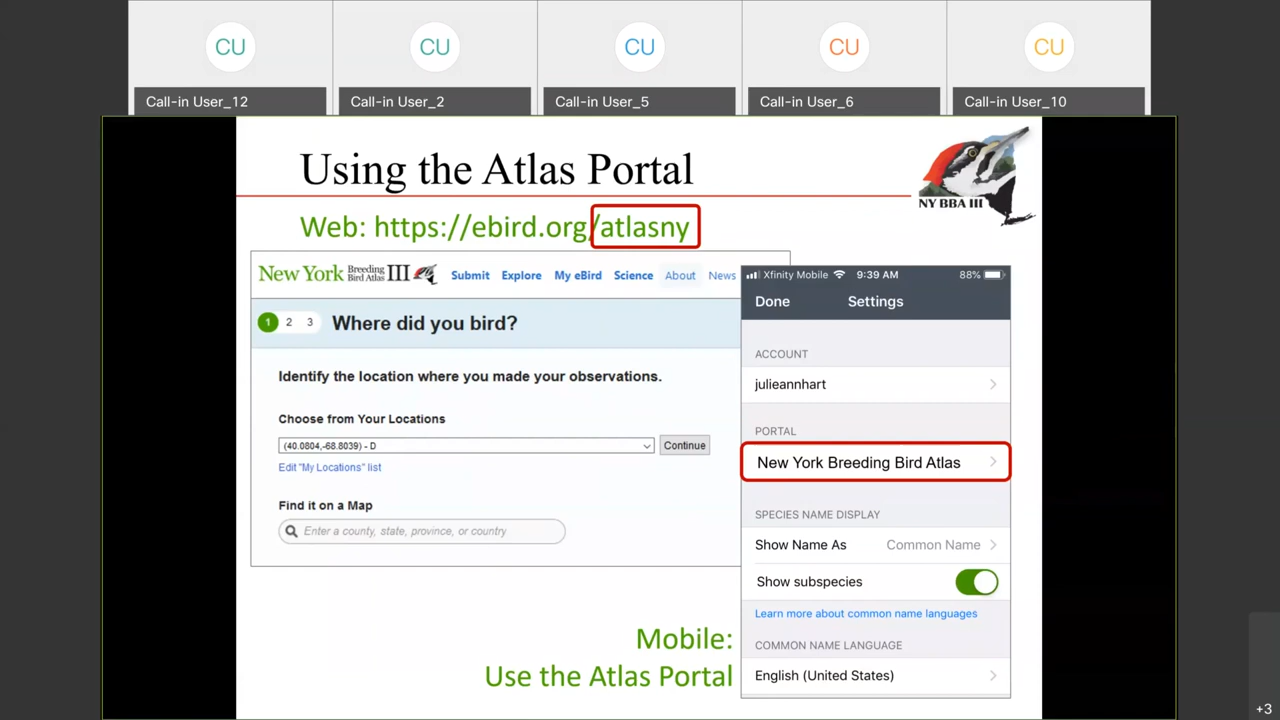 CU
CU
CU
CU
CU
Call-in User_12
Call-in User_2
Call-in User_5
Call-in User_6
Call-in User_10
Using the Atlas Portal
NY BBA III
Web: https://ebird.org/atlasny
New York Breeding Bird Atlas III
Submit Explore My eBird Science About News
1 2 3 Where did you bird?
Identify the location where you made your observations.
Choose from Your Locations
(40.0804,-68.8039) - D
Continue
Edit "My Locations" list
Find it on a Map
Enter a county, state, province, or country
Xfinity Mobile 9:39 AM 88%
Done Settings
ACCOUNT
julieannhart
PORTAL
New York Breeding Bird Atlas
SPECIES NAME DISPLAY
Show Name As Common Name
Show subspecies
Learn more about common name languages
COMMON NAME LANGUAGE
English (United States)
Mobile:
Use the Atlas Portal
+3